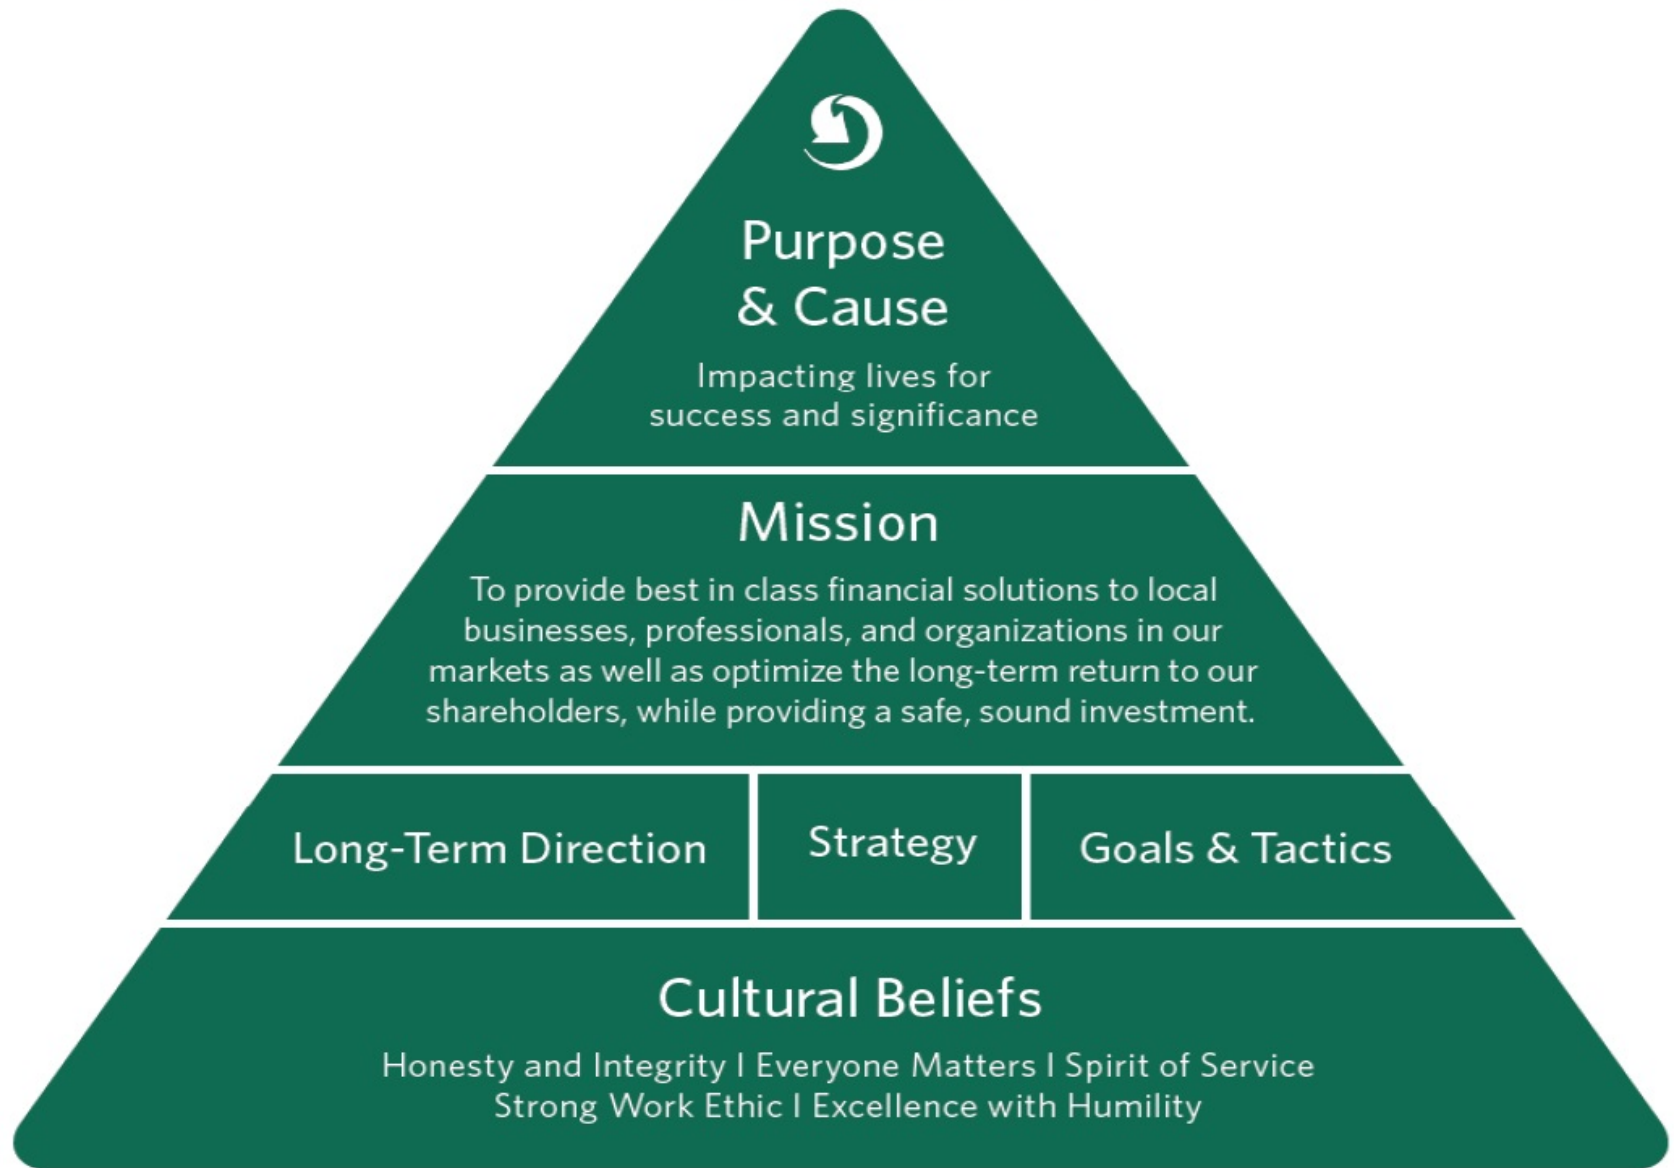 Purpose
& Cause
Impacting lives for
success and significance
Mission
To provide best in class financial solutions to local
businesses, professionals, and organizations in our
markets as well as optimize the long-term return to our
shareholders, while providing a safe, sound investment.
Long-Term Direction
Strategy
Goals & Tactics
Cultural Beliefs
Honesty and Integrity I Everyone Matters I Spirit of Service
Strong Work Ethic I Excellence with Humility